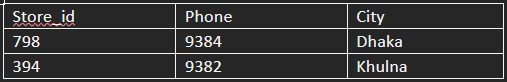 Store_id Phone City
798 9384 Dhaka
394 9382 Khulna